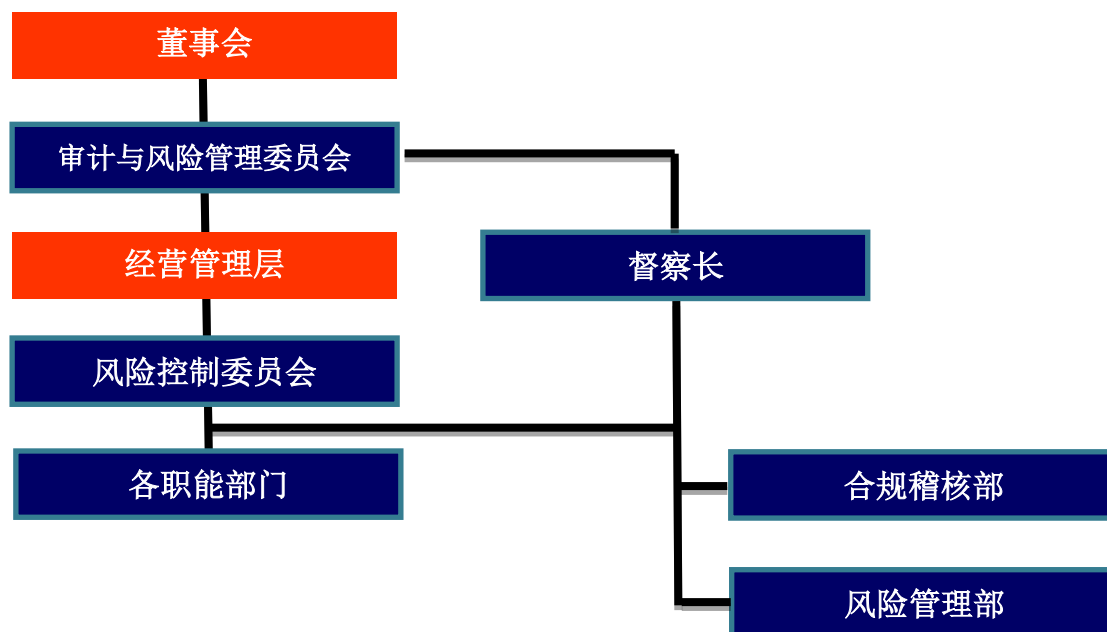 董事会
审计与风险管理委员会
经营管理层
督察长
风险控制委员会
各职能部门
合规稽核部
风险管理部